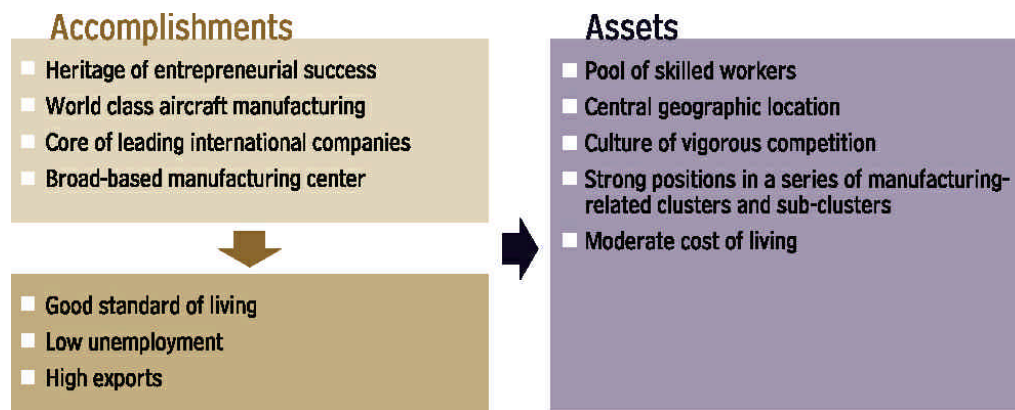 Accomplishments
Heritage of entrepreneurial success
World class aircraft manufacturing
Core of leading international companies
Broad-based manufacturing center
Good standard of living
Low unemployment
High exports
Assets
Pool of skilled workers
Central geographic location
Culture of vigorous competition
Strong positions in a series of manufacturing-
related clusters and sub-clusters
Moderate cost of living